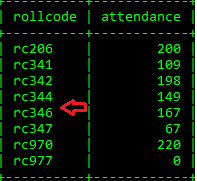 rollcode attendance
rc206 200
rc341 109
rc342 198
rc344 149
rc346 167
rc347 67
rc970 220
rc977 0